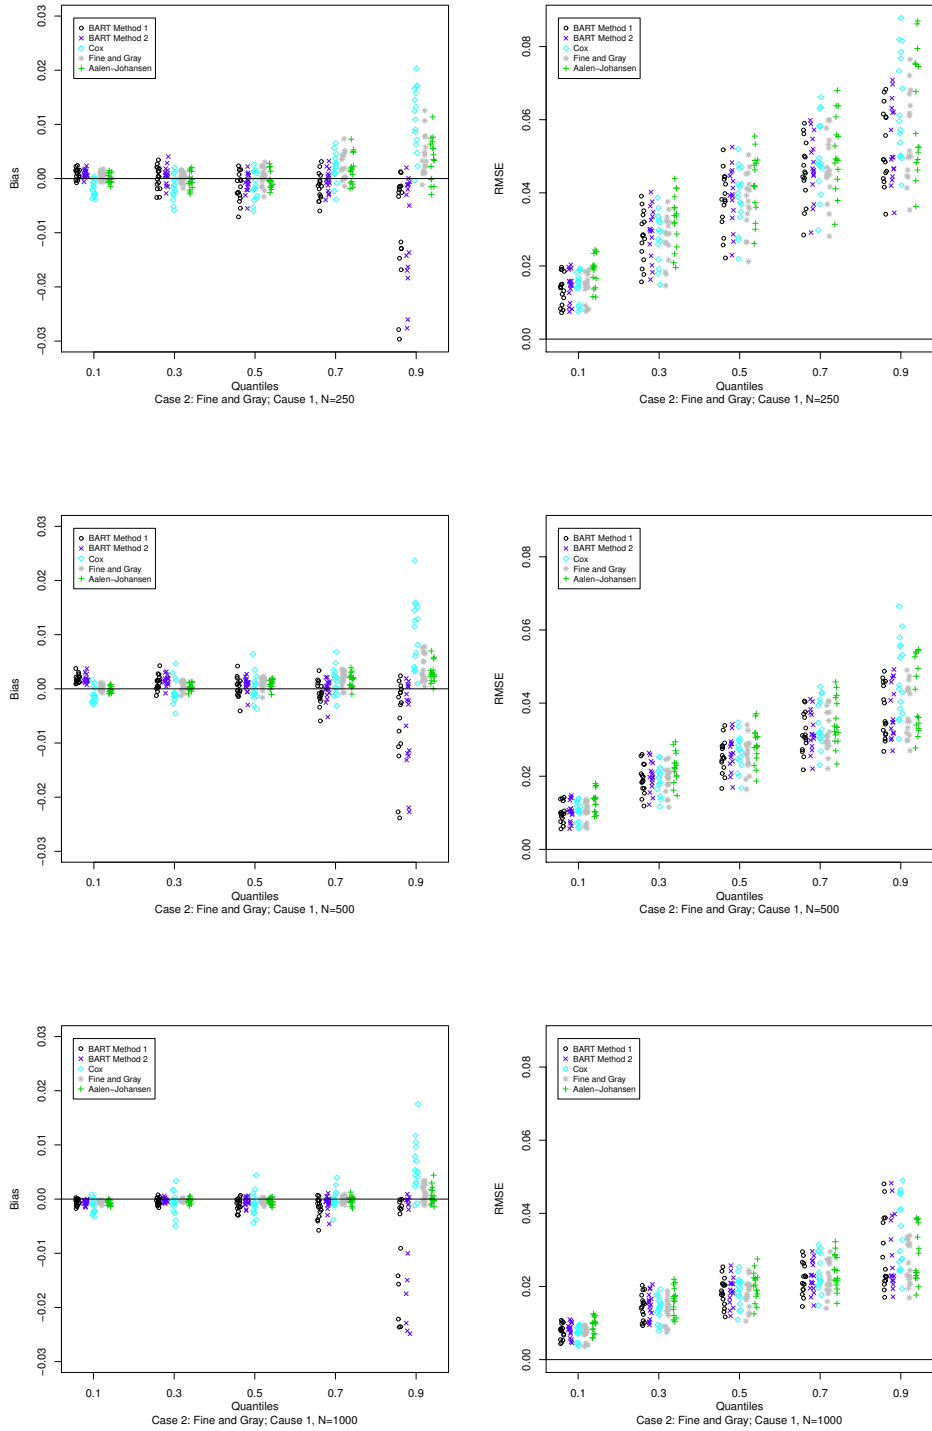 BART Method 1
BART Method 2
Cox
Fine and Gray
Aalen−Johansen
Bias
0.03
0.02
0.01
0.00
−0.01
−0.02
−0.03
0.1 0.3 0.5 0.7 0.9
Quantiles
Case 2: Fine and Gray; Cause 1, N=250
BART Method 1
BART Method 2
Cox
Fine and Gray
Aalen−Johansen
RMSE
0.08
0.06
0.04
0.02
0.00
0.1 0.3 0.5 0.7 0.9
Quantiles
Case 2: Fine and Gray; Cause 1, N=250
BART Method 1
BART Method 2
Cox
Fine and Gray
Aalen−Johansen
Bias
0.03
0.02
0.01
0.00
−0.01
−0.02
−0.03
0.1 0.3 0.5 0.7 0.9
Quantiles
Case 2: Fine and Gray; Cause 1, N=500
BART Method 1
BART Method 2
Cox
Fine and Gray
Aalen−Johansen
RMSE
0.08
0.06
0.04
0.02
0.00
0.1 0.3 0.5 0.7 0.9
Quantiles
Case 2: Fine and Gray; Cause 1, N=500
BART Method 1
BART Method 2
Cox
Fine and Gray
Aalen−Johansen
Bias
0.03
0.02
0.01
0.00
−0.01
−0.02
−0.03
0.1 0.3 0.5 0.7 0.9
Quantiles
Case 2: Fine and Gray; Cause 1, N=1000
BART Method 1
BART Method 2
Cox
Fine and Gray
Aalen−Johansen
RMSE
0.08
0.06
0.04
0.02
0.00
0.1 0.3 0.5 0.7 0.9
Quantiles
Case 2: Fine and Gray; Cause 1, N=1000